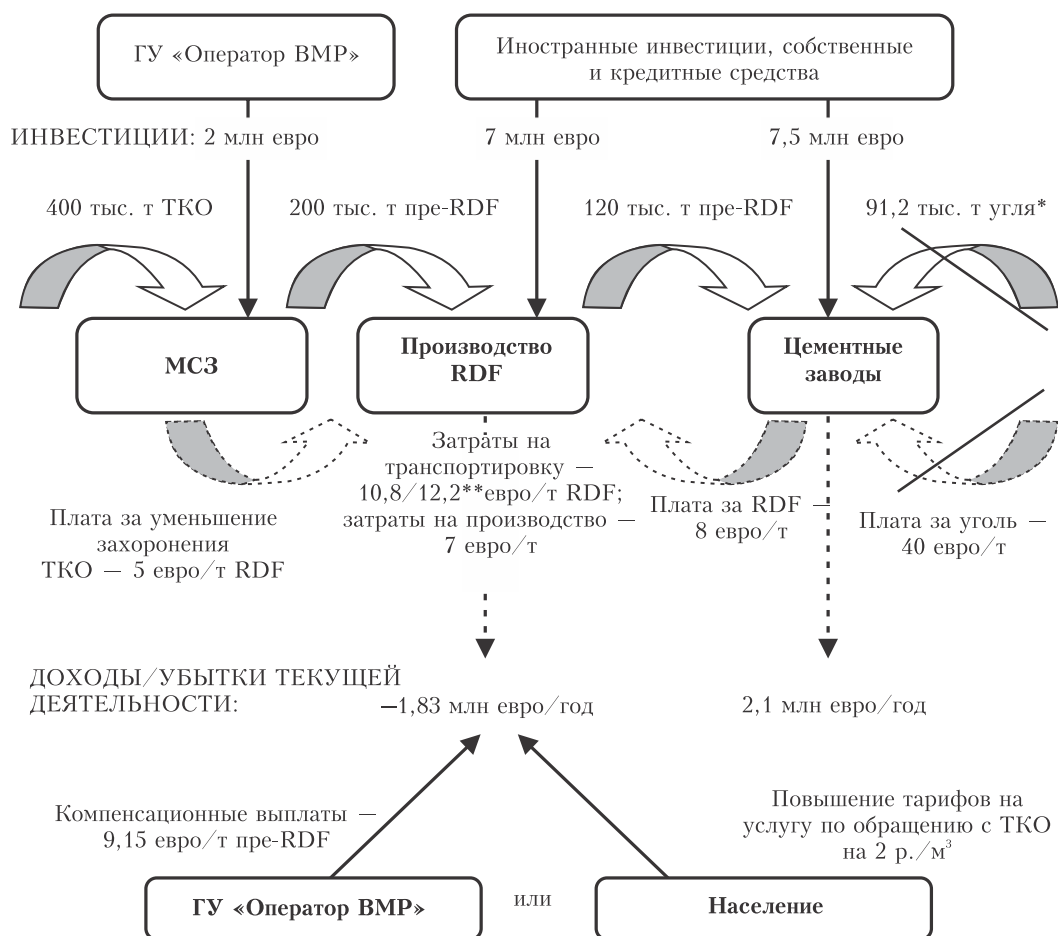 ГУ «Оператор ВМР»
Иностранные инвестиции, собственные
и кредитные средства
ИНВЕСТИЦИИ: 2 млн евро
7 млн евро
7,5 млн евро
400 тыс. т ТКО
200 тыс. т пре-RDF
120 тыс. т пре-RDF
91,2 тыс. т угля*
МСЗ
Производство
RDF
Цементные
заводы
Плата за уменьшение
захоронения
ТКО — 5 евро/т RDF
Затраты на
транспортировку —
10,8/12,2**евро/т RDF;
затраты на производство —
7 евро/т
Плата за RDF —
8 евро/т
Плата за уголь —
40 евро/т
ДОХОДЫ/УБЫТКИ ТЕКУЩЕЙ
ДЕЯТЕЛЬНОСТИ:
—1,83 млн евро/год
2,1 млн евро/год
Компенсационные выплаты —
9,15 евро/т пре-RDF
Повышение тарифов на
услугу по обращению с ТКО
на 2 р./м³
ГУ «Оператор ВМР»
или
Население